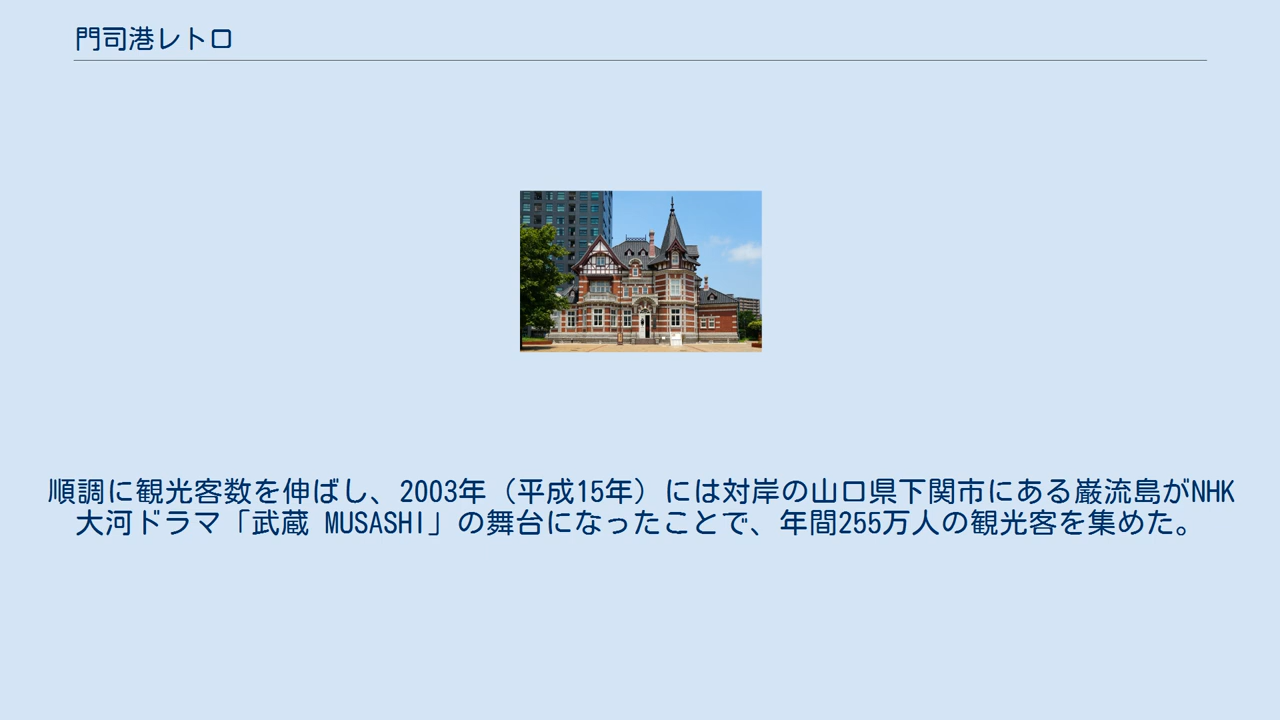 門司港レトロ
順調に観光客数を伸ばし、2003年（平成15年）には対岸の山口県下関市にある巌流島がNHK
大河ドラマ「武蔵 MUSASHI」の舞台になったことで、年間255万人の観光客を集めた。